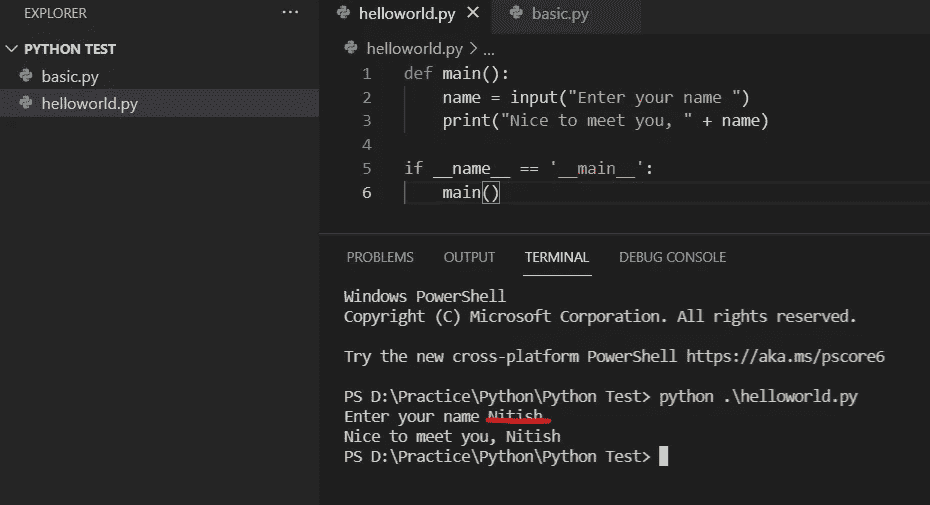 EXPLORER ...
PYTHON TEST
basic.py
helloworld.py
helloworld.py basic.py
helloworld.py > ...
1 def main():
2     name = input("Enter your name ")
3     print("Nice to meet you, " + name)
4
5 if __name__ == '__main__':
6     main()
PROBLEMS OUTPUT TERMINAL DEBUG CONSOLE
Windows PowerShell
Copyright (C) Microsoft Corporation. All rights reserved.
Try the new cross-platform PowerShell https://aka.ms/pscore6
PS D:\Practice\Python\Python Test> python .\helloworld.py
Enter your name Nitish
Nice to meet you, Nitish
PS D:\Practice\Python\Python Test>